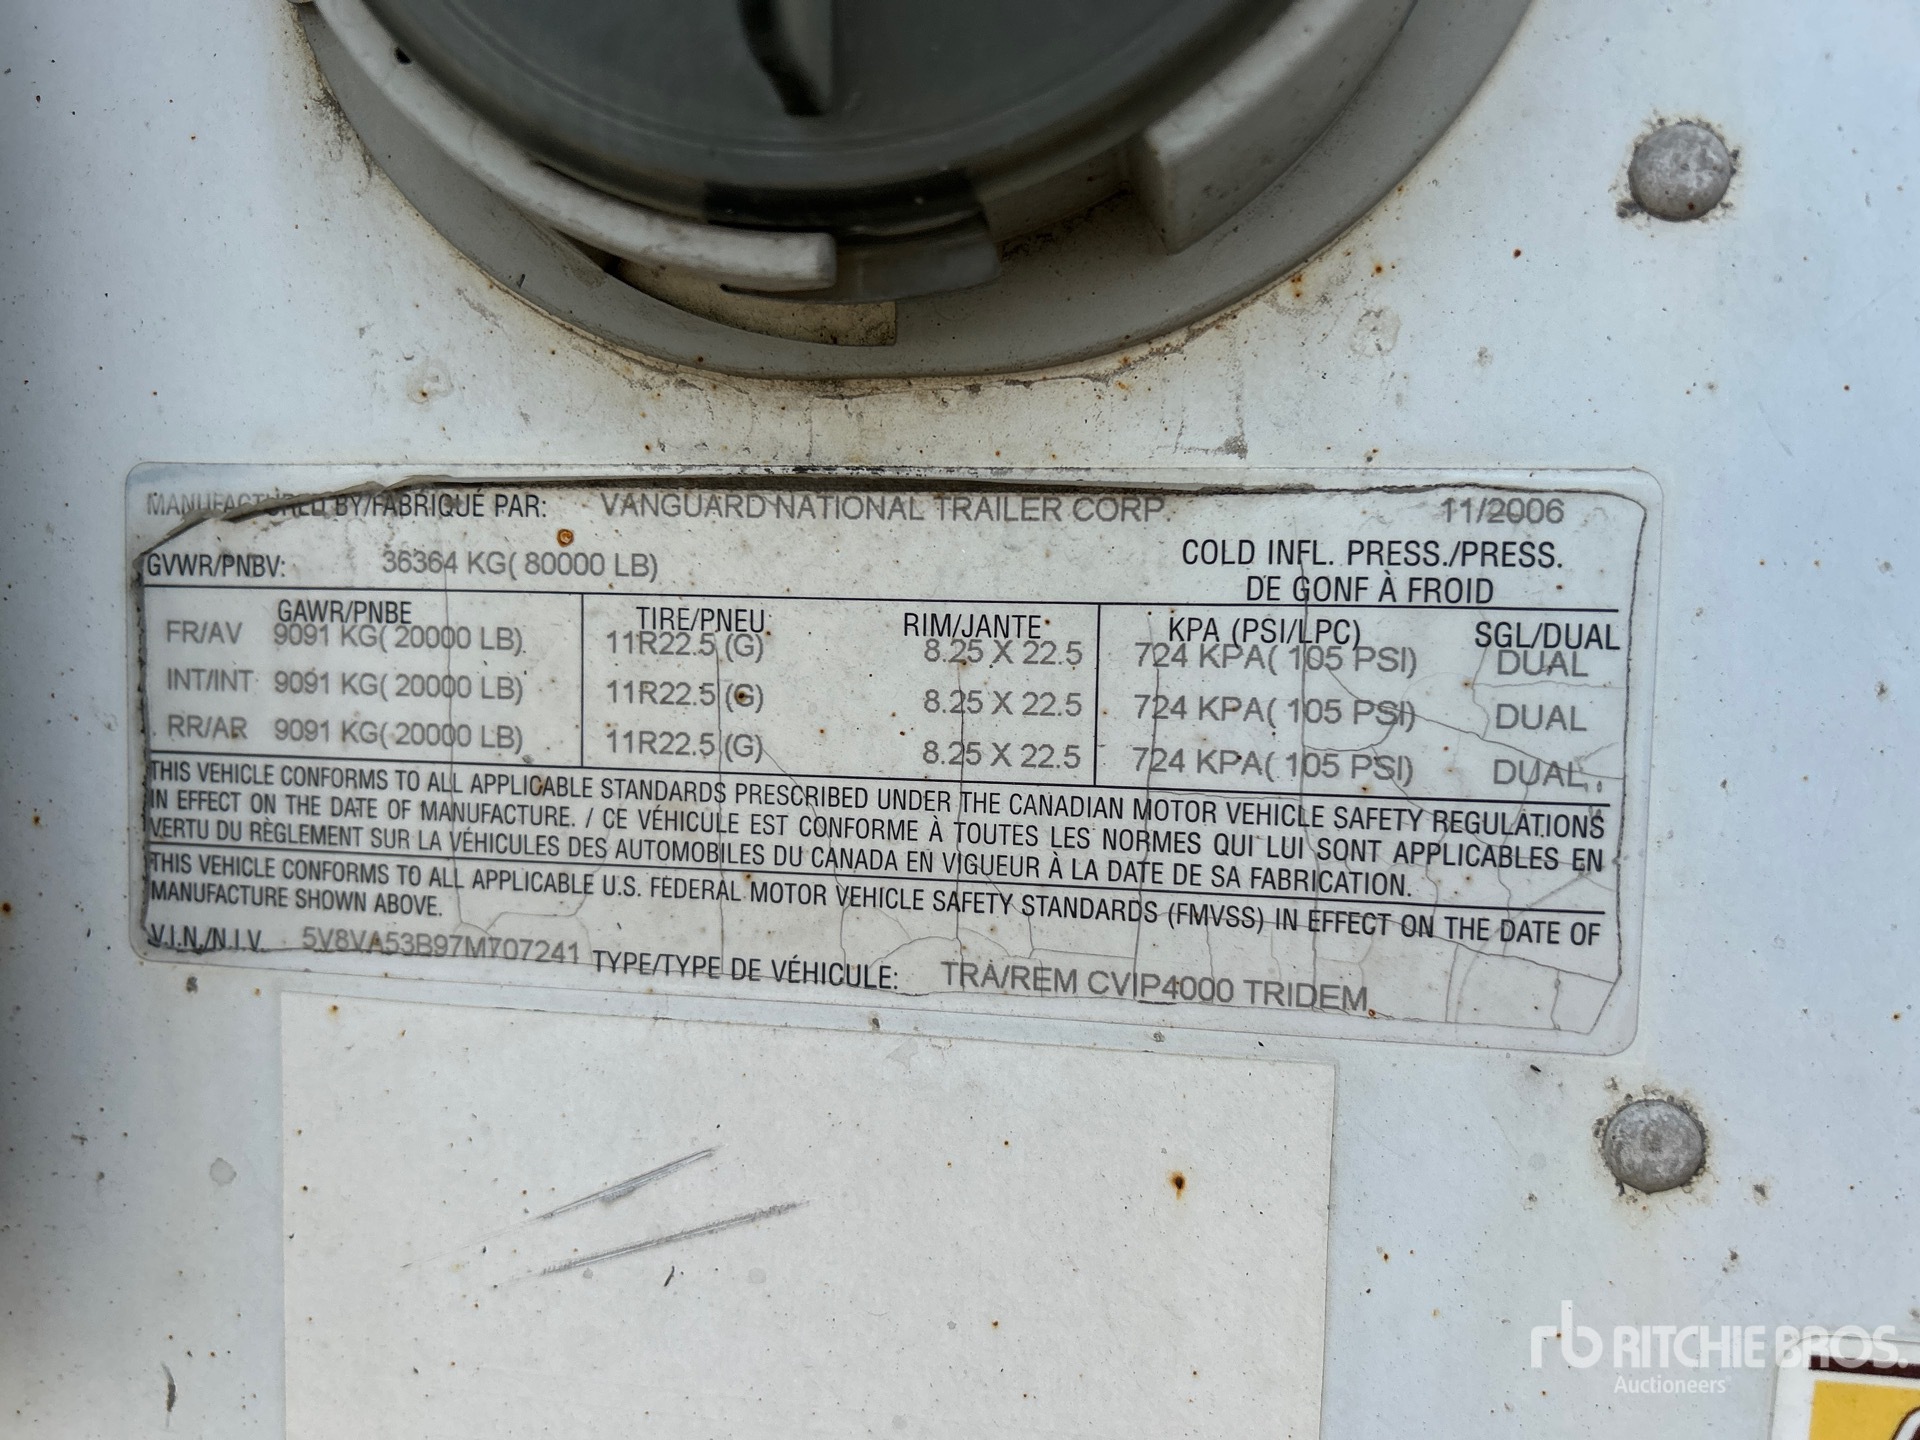 MANUFACTURED BY/FABRIQUÉ PAR: VANGUARD NATIONAL TRAILER CORP. 11/2006
GVWR/PNBV: 36364 KG( 80000 LB) COLD INFL. PRESS./PRESS.
DE GONF À FROID
GAWR/PNBE TIRE/PNEU RIM/JANTE KPA (PSI/LPC) SGL/DUAL
FR/AV 9091 KG( 20000 LB) 11R22.5 (G) 8.25 X 22.5 724 KPA( 105 PSI) DUAL
INT/INT 9091 KG( 20000 LB) 11R22.5 (G) 8.25 X 22.5 724 KPA( 105 PSI) DUAL
RR/AR 9091 KG( 20000 LB) 11R22.5 (G) 8.25 X 22.5 724 KPA( 105 PSI) DUAL
THIS VEHICLE CONFORMS TO ALL APPLICABLE STANDARDS PRESCRIBED UNDER THE CANADIAN MOTOR VEHICLE SAFETY REGULATIONS
IN EFFECT ON THE DATE OF MANUFACTURE. / CE VÉHICULE EST CONFORME À TOUTES LES NORMES QUI LUI SONT APPLICABLES EN
VERTU DU RÈGLEMENT SUR LA VÉHICULES DES AUTOMOBILES DU CANADA EN VIGUEUR À LA DATE DE SA FABRICATION.
THIS VEHICLE CONFORMS TO ALL APPLICABLE U.S. FEDERAL MOTOR VEHICLE SAFETY STANDARDS (FMVSS) IN EFFECT ON THE DATE OF
MANUFACTURE SHOWN ABOVE.
V.I.N./N.I.V. 5V8VA53B97M707241 TYPE/TYPE DE VÉHICULE: TRA/REM CVIP4000 TRIDEM
rb RITCHIE BROS.
Auctioneers